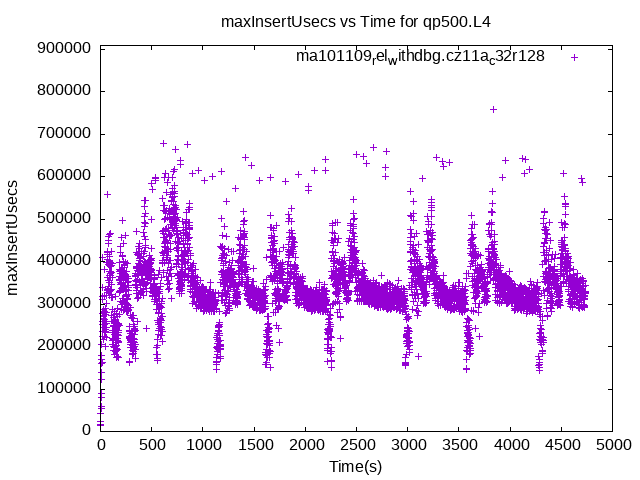 maxInsertUsecs vs Time for qp500.L4
900000
ma101109relwithdbg.cz11ac32r128
800000
700000
600000
500000
400000
300000
200000
100000
0
maxInsertUsecs
0 500 1000 1500 2000 2500 3000 3500 4000 4500 5000
Time(s)